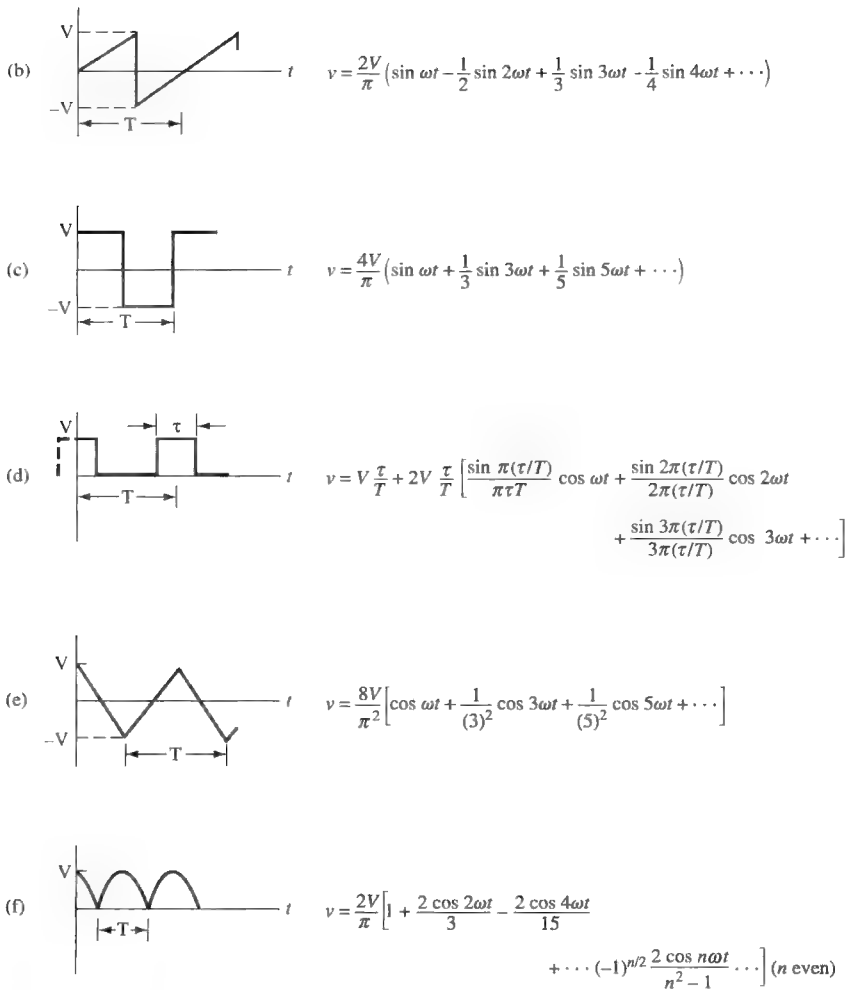 V
(b) t v = 2V/π (sin ωt – 1/2 sin 2ωt + 1/3 sin 3ωt - 1/4 sin 4ωt + · · ·)
–V
T
V
(c) t v = 4V/π (sin ωt + 1/3 sin 3ωt + 1/5 sin 5ωt + · · ·)
–V
T
V τ
(d) t v = V τ/T + 2V τ/T [sin π(τ/T)/πτT cos ωt + sin 2π(τ/T)/2π(τ/T) cos 2ωt
T
+ sin 3π(τ/T)/3π(τ/T) cos 3ωt + · · ·]
V
(e) t v = 8V/π² [cos ωt + 1/(3)² cos 3ωt + 1/(5)² cos 5ωt + · · ·]
–V
T
V
(f) t v = 2V/π [1 + 2 cos 2ωt/3 – 2 cos 4ωt/15
T
+ · · · (-1)^(n/2) 2 cos nωt/(n² – 1) · · ·] (n even)